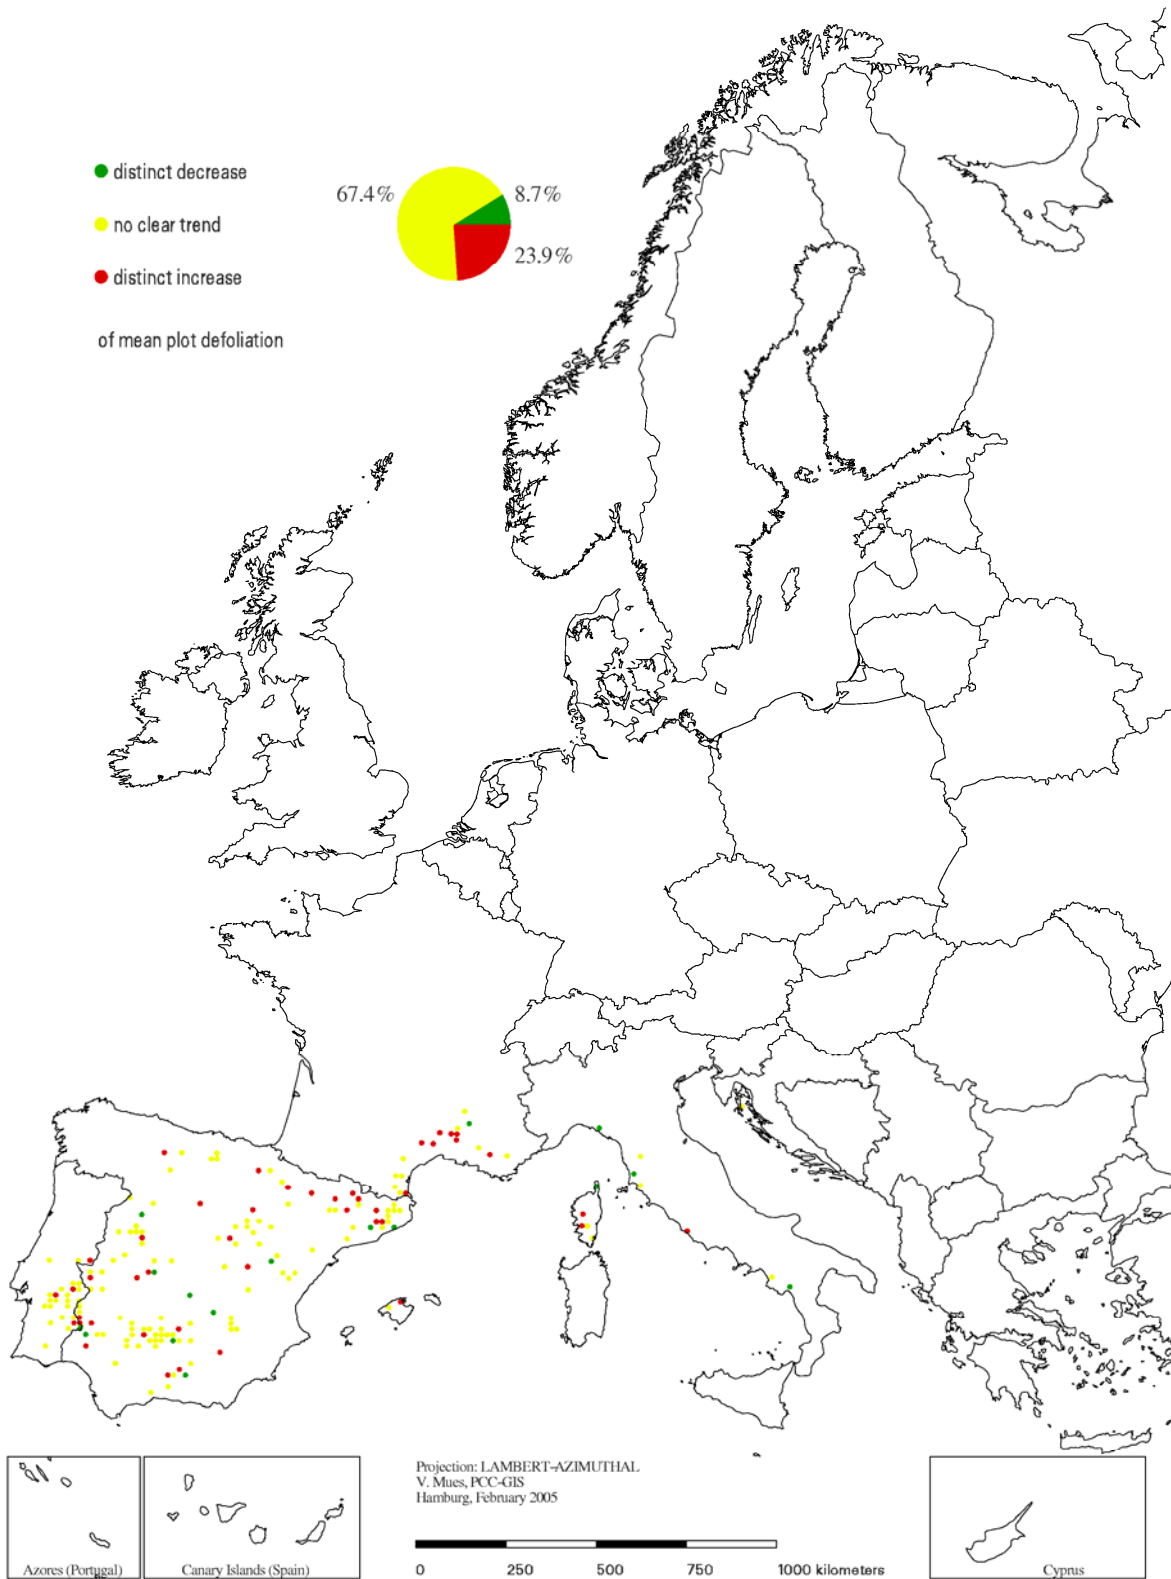 distinct decrease
no clear trend
distinct increase
of mean plot defoliation
67.4%
8.7%
23.9%
Projection: LAMBERT-AZIMUTHAL
V. Mues, PCC-GIS
Hamburg, February 2005
0 250 500 750 1000 kilometers
Azores (Portugal)
Canary Islands (Spain)
Cyprus